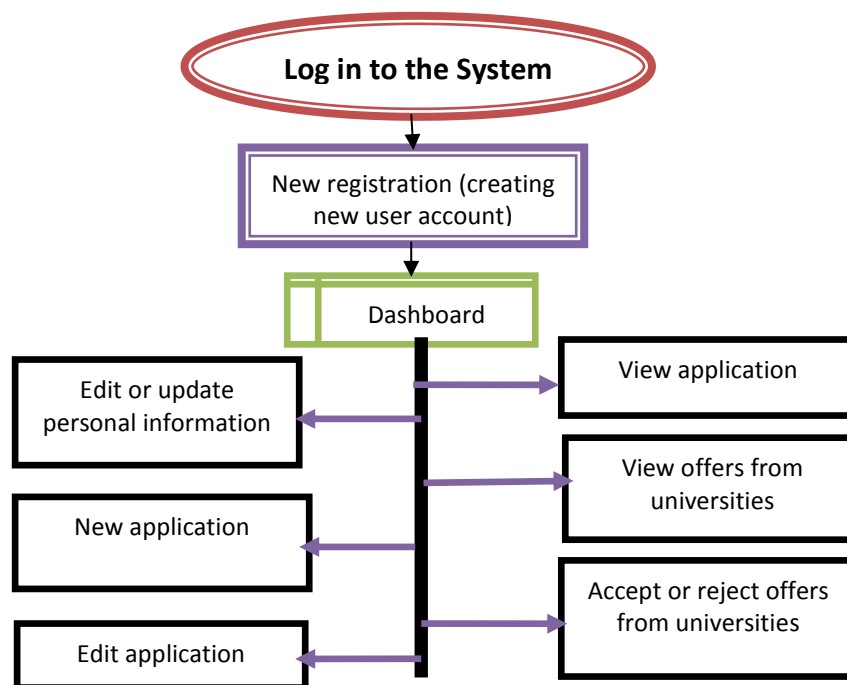 Log in to the System
New registration (creating
new user account)
Dashboard
Edit or update
personal information
New application
Edit application
View application
View offers from
universities
Accept or reject offers
from universities